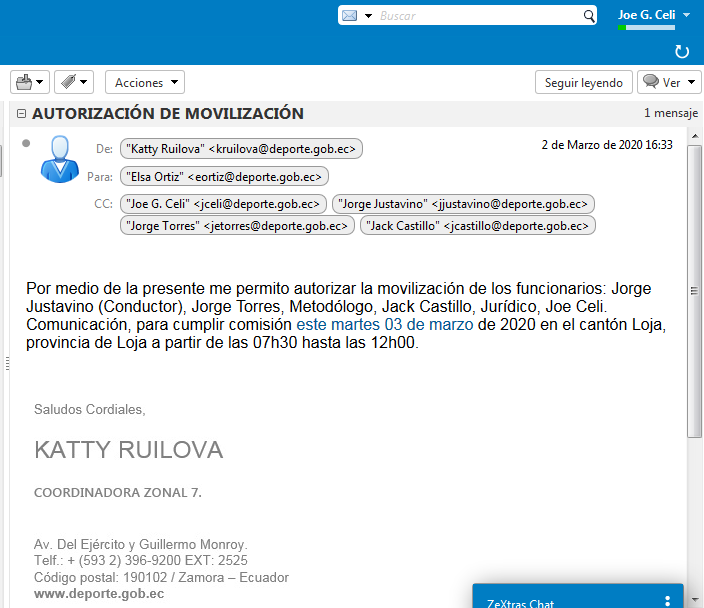 Buscar
Joe G. Celi
Acciones
Seguir leyendo
Ver
AUTORIZACIÓN DE MOVILIZACIÓN
1 mensaje
De: "Katty Ruilova" <kruilova@deporte.gob.ec>
2 de Marzo de 2020 16:33
Para: "Elsa Ortiz" <eortiz@deporte.gob.ec>
CC: "Joe G. Celi" <jceli@deporte.gob.ec> "Jorge Justavino" <jjustavino@deporte.gob.ec>
"Jorge Torres" <jetorres@deporte.gob.ec> "Jack Castillo" <jcastillo@deporte.gob.ec>
Por medio de la presente me permito autorizar la movilización de los funcionarios: Jorge
Justavino (Conductor), Jorge Torres, Metodólogo, Jack Castillo, Jurídico, Joe Celi.
Comunicación, para cumplir comisión este martes 03 de marzo de 2020 en el cantón Loja,
provincia de Loja a partir de las 07h30 hasta las 12h00.
Saludos Cordiales,
KATTY RUILOVA
COORDINADORA ZONAL 7.
Av. Del Ejército y Guillermo Monroy.
Telf.: + (593 2) 396-9200 EXT: 2525
Código postal: 190102 / Zamora – Ecuador
www.deporte.gob.ec
ZeXtras Chat